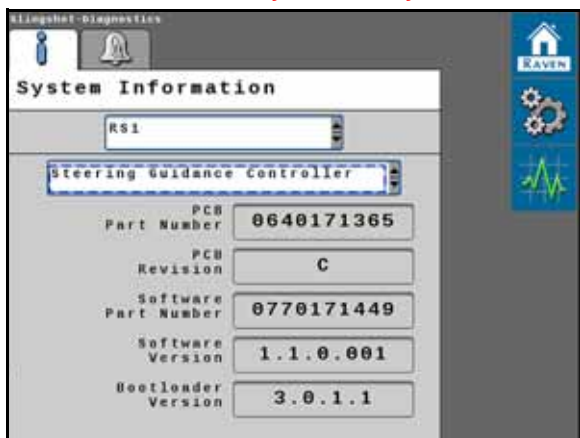 Slingshot-Diagnostics
System Information
RS1
Steering Guidance Controller
PCB
Part Number
0640171365
PCB
Revision
C
Software
Part Number
0770171449
Software
Version
1.1.0.001
Bootloader
Version
3.0.1.1
RAVEN